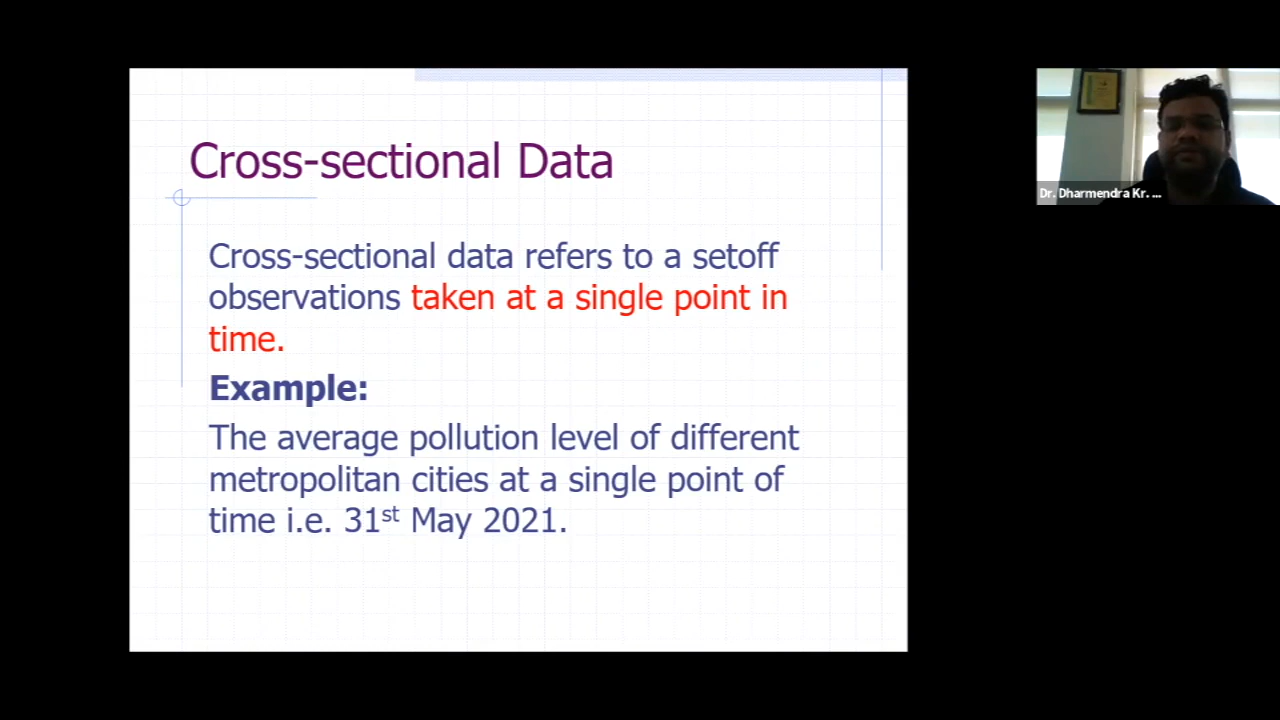 Cross-sectional Data
Cross-sectional data refers to a setoff
observations taken at a single point in
time.
Example:
The average pollution level of different
metropolitan cities at a single point of
time i.e. 31st May 2021.
Dr. Dharmendra Kr. ...